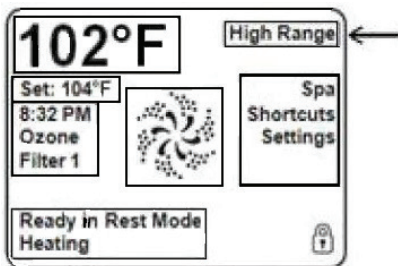 102°F
High Range
Set: 104°F
8:32 PM
Ozone
Filter 1
Spa
Shortcuts
Settings
Ready in Rest Mode
Heating